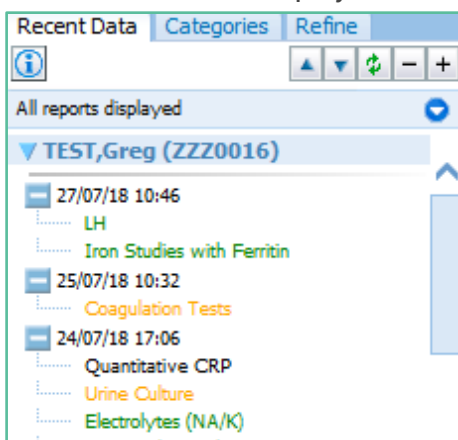 Recent Data Categories Refine
All reports displayed
TEST,Greg (ZZZ0016)
27/07/18 10:46
LH
Iron Studies with Ferritin
25/07/18 10:32
Coagulation Tests
24/07/18 17:06
Quantitative CRP
Urine Culture
Electrolytes (NA/K)